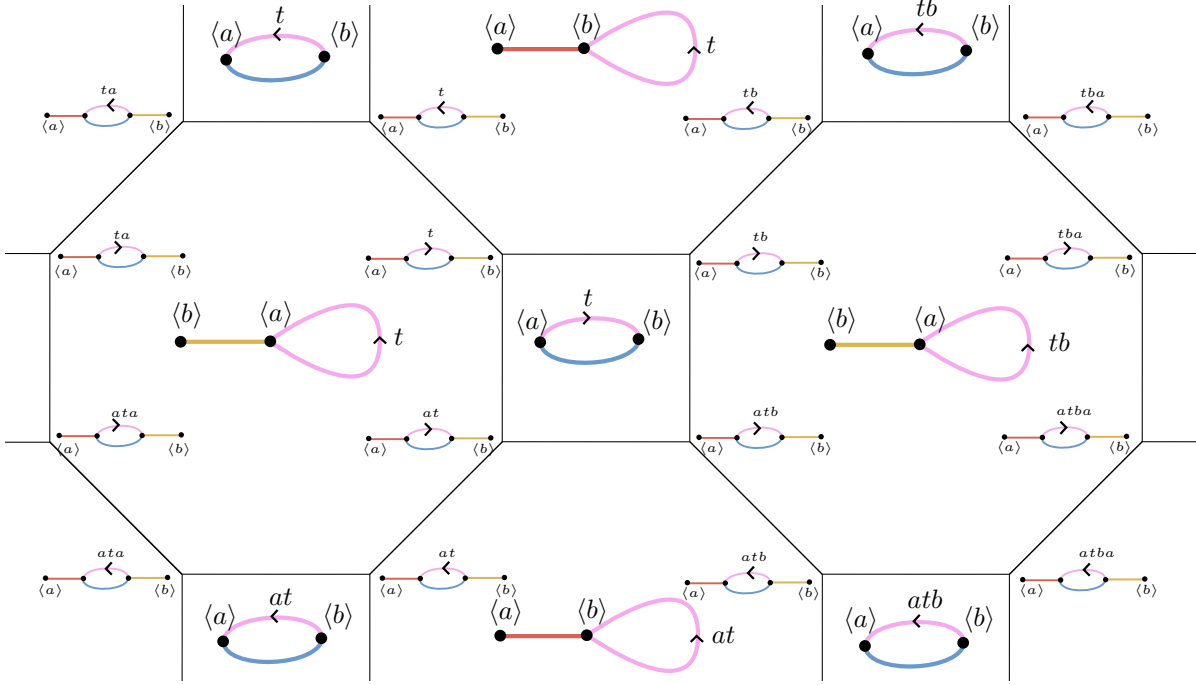 t
⟨a⟩ ⟨b⟩
⟨a⟩ ⟨b⟩ t
tb
⟨a⟩ ⟨b⟩
ta
⟨a⟩ ⟨b⟩
t
⟨a⟩ ⟨b⟩
tb
⟨a⟩ ⟨b⟩
tba
⟨a⟩ ⟨b⟩
ta
⟨a⟩ ⟨b⟩
t
⟨a⟩ ⟨b⟩
tb
⟨a⟩ ⟨b⟩
tba
⟨a⟩ ⟨b⟩
⟨b⟩ ⟨a⟩ t
t
⟨a⟩ ⟨b⟩
⟨b⟩ ⟨a⟩ tb
ata
⟨a⟩ ⟨b⟩
at
⟨a⟩ ⟨b⟩
atb
⟨a⟩ ⟨b⟩
atba
⟨a⟩ ⟨b⟩
ata
⟨a⟩ ⟨b⟩
at
⟨a⟩ ⟨b⟩
atb
⟨a⟩ ⟨b⟩
atba
⟨a⟩ ⟨b⟩
at
⟨a⟩ ⟨b⟩
⟨a⟩ ⟨b⟩ at
atb
⟨a⟩ ⟨b⟩